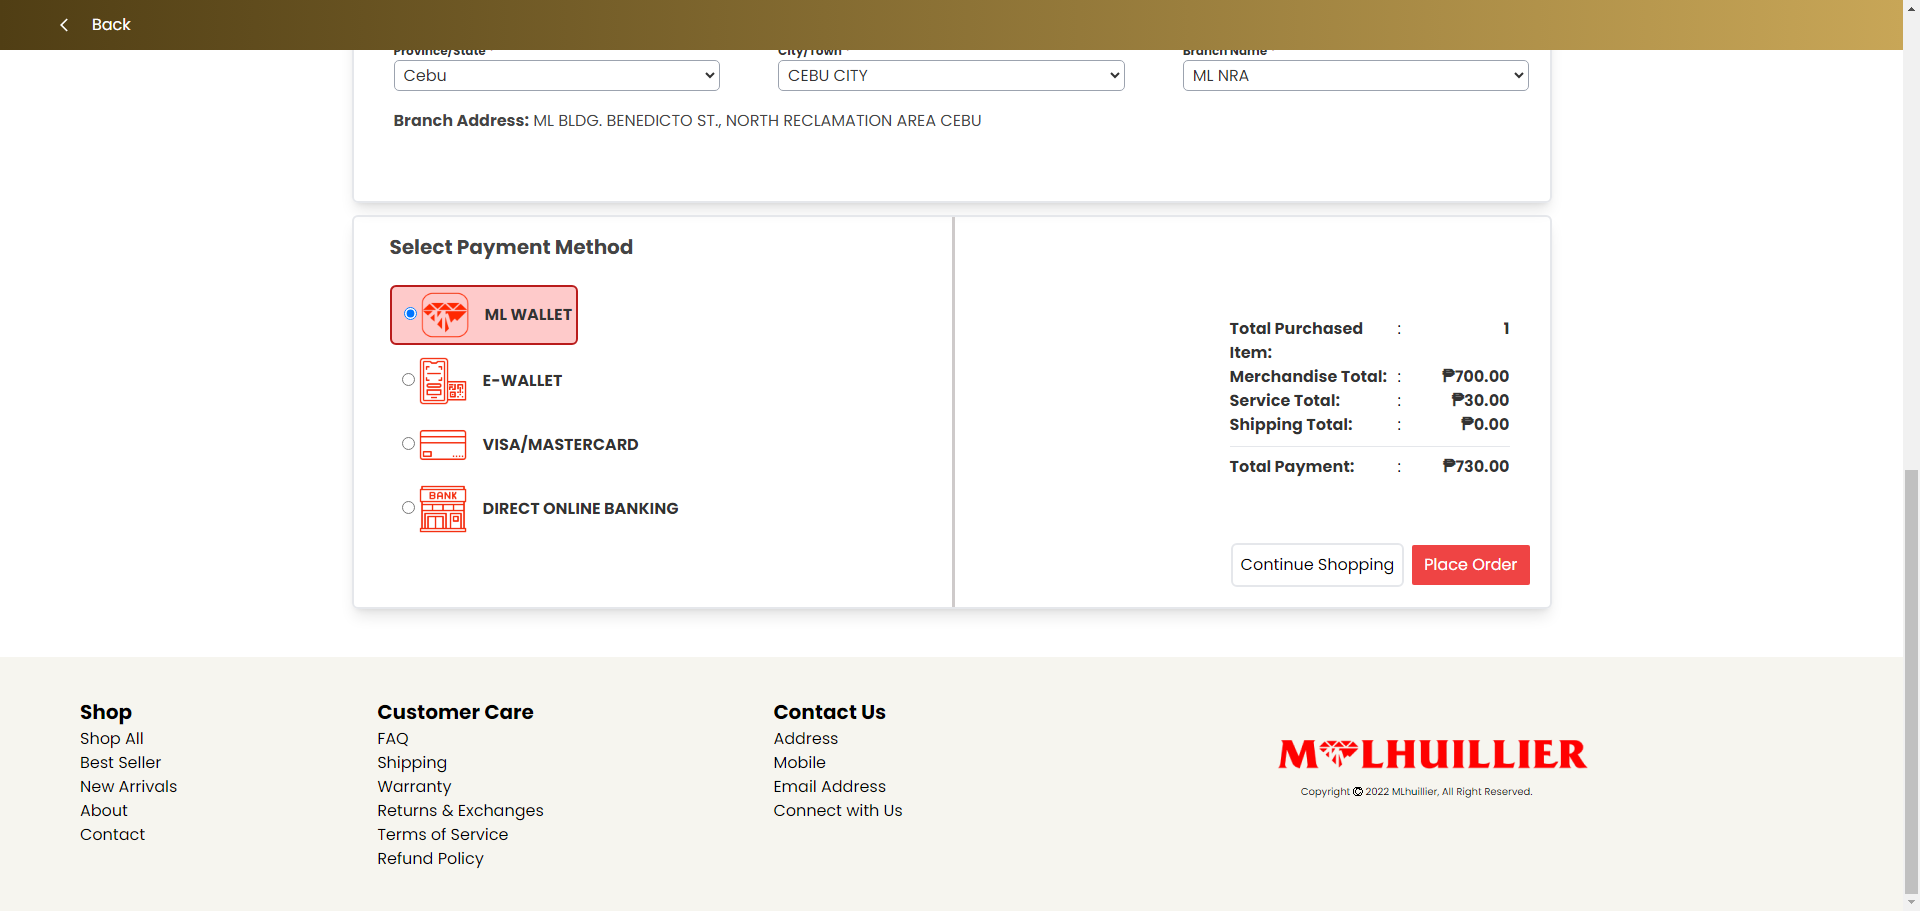 Back
Province/State *
City/Town *
Branch Name *
Cebu
CEBU CITY
ML NRA
Branch Address: ML BLDG. BENEDICTO ST., NORTH RECLAMATION AREA CEBU
Select Payment Method
ML WALLET
E-WALLET
VISA/MASTERCARD
BANK
DIRECT ONLINE BANKING
Total Purchased : 1
Item:
Merchandise Total: : ₱700.00
Service Total: : ₱30.00
Shipping Total: : ₱0.00
Total Payment: : ₱730.00
Continue Shopping
Place Order
Shop
Shop All
Best Seller
New Arrivals
About
Contact
Customer Care
FAQ
Shipping
Warranty
Returns & Exchanges
Terms of Service
Refund Policy
Contact Us
Address
Mobile
Email Address
Connect with Us
M LHUILLIER
Copyright © 2022 MLhuillier, All Right Reserved.